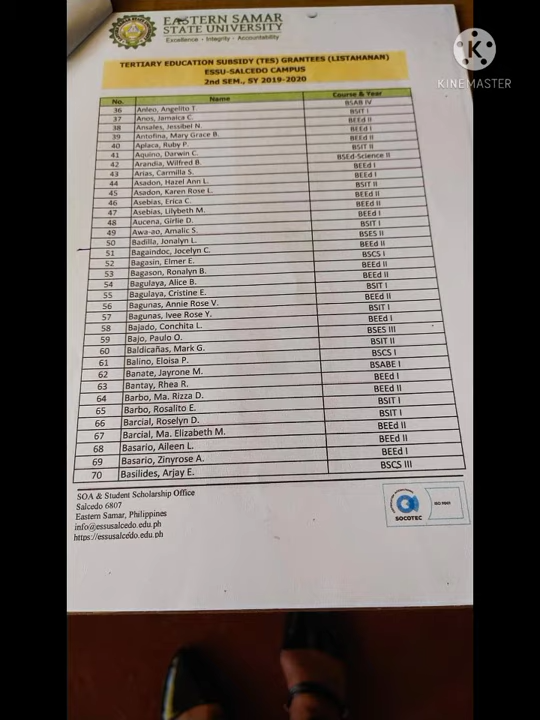 EASTERN SAMAR
STATE UNIVERSITY
Excellence - Integrity - Accountability
K
KINEMASTER
TERTIARY EDUCATION SUBSIDY (TES) GRANTEES (LISTAHANAN)
ESSU-SALCEDO CAMPUS
2nd SEM., SY 2019-2020
No. Name Course & Year
36 Anleo, Angelito T. BSAB IV
37 Anos, Jamaica C. BSIT I
38 Ansales, Jessibel N. BEEd II
39 Antofina, Mary Grace B. BEEd I
40 Aplaca, Ruby P. BEEd II
41 Aquino, Darwin C. BSIT II
42 Arandia, Wilfred B. BSEd-Science II
43 Arias, Carmilla S. BEEd I
44 Asadon, Hazel Ann L. BEEd I
45 Asadon, Karen Rose L. BSIT II
46 Asebias, Erica C. BEEd II
47 Asebias, Lilybeth M. BEEd II
48 Aucena, Girlie D. BEEd I
49 Awa-ao, Amalic S. BSIT I
50 Badilla, Jonalyn L. BSES II
51 Bagaindoc, Jocelyn C. BEEd II
52 Bagasin, Elmer E. BSCS I
53 Bagason, Ronalyn B. BEEd II
54 Bagulaya, Alice B. BEEd II
55 Bagulaya, Cristine E. BSIT I
56 Bagunas, Annie Rose V. BEEd II
57 Bagunas, Ivee Rose Y. BSIT I
58 Bajado, Conchita L. BEEd I
59 Bajo, Paulo O. BSES III
60 Baldicañas, Mark G. BSIT II
61 Balino, Eloisa P. BSCS I
62 Banate, Jayrone M. BSABE I
63 Bantay, Rhea R. BEEd I
64 Barbo, Ma. Rizza D. BEEd II
65 Barbo, Rosalito E. BSIT I
66 Barcial, Roselyn D. BSIT I
67 Barcial, Ma. Elizabeth M. BEEd II
68 Basario, Aileen L. BEEd II
69 Basario, Zinyrose A. BEEd I
70 Basilides, Arjay E. BSCS III
SOA & Student Scholarship Office
Salcedo 6807
Eastern Samar, Philippines
info@essusalcedo.edu.ph
https://essusalcedo.edu.ph
SOCOTEC
ISO 9001